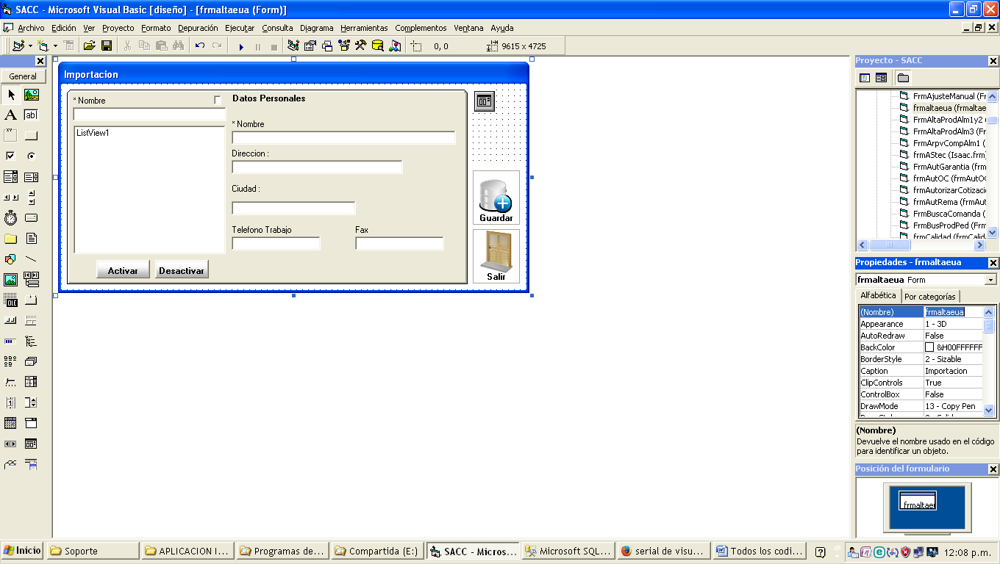 SACC - Microsoft Visual Basic [diseño] - [frmaltaeua (Form)]
Archivo Edición Ver Proyecto Formato Depuración Ejecutar Consulta Diagrama Herramientas Complementos Ventana Ayuda
0, 0 9615 x 4725
General
Importacion
* Nombre
ListView1
Activar Desactivar
Datos Personales
* Nombre
Direccion :
Ciudad :
Telefono Trabajo Fax
Guardar
Salir
Proyecto - SACC
FrmAjusteManual (Fr
frmaltaeua (frmaltae
FrmAltaProdAlm1y2
FrmAltaProdAlm3 (Fr
FrmArpvCompAlm1 (
frmAStec (Isaac.frm)
FrmAutGarantia (frm
frmAutOC (frmAutO
frmAutorizarCotizaci
frmAutRema (frmAut
FrmBuscaComanda (
FrmBusProdPed (Frm
frmCalidad (frmCalid
Propiedades - frmaltaeua
frmaltaeua Form
Alfabética Por categorías
(Nombre) frmaltaeua
Appearance 1 - 3D
AutoRedraw False
BackColor &H00FFFFFF
BorderStyle 2 - Sizable
Caption Importacion
ClipControls True
ControlBox False
DrawMode 13 - Copy Pen
(Nombre)
Devuelve el nombre usado en el código
para identificar un objeto.
Posición del formulario
frmaltaeu
Inicio Soporte APLICACION I... Programas de... Compartida (E:) SACC - Micros... Microsoft SQL... serial de visu... Todos los codi... 12:08 p.m.